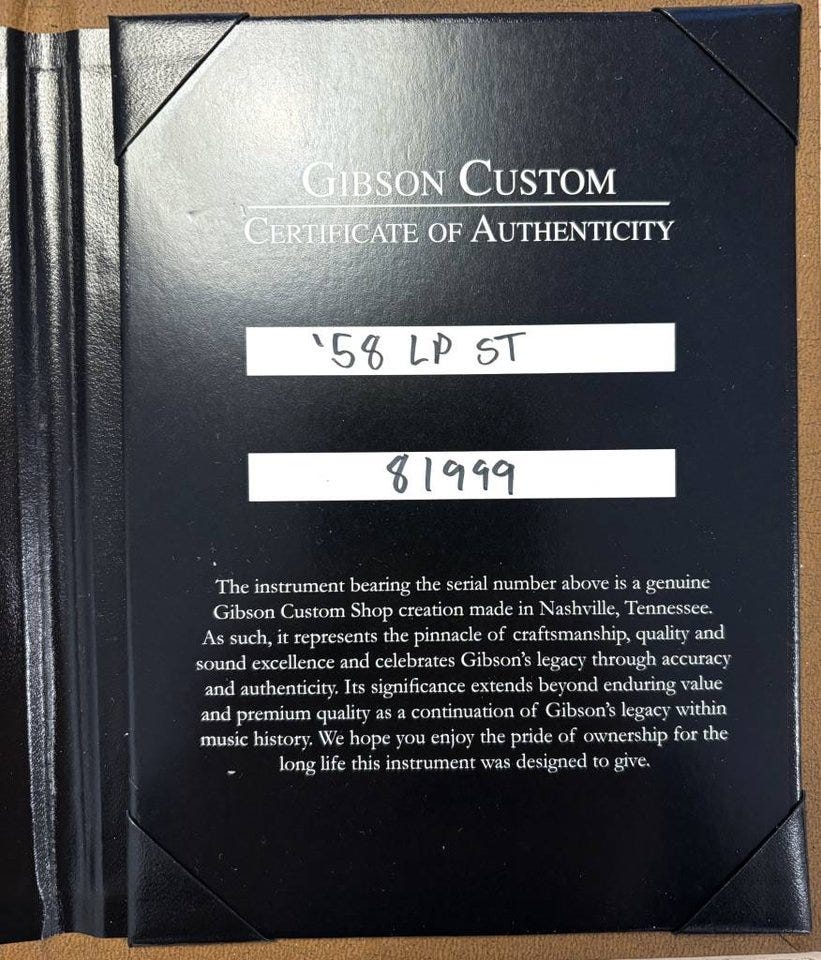 GIBSON CUSTOM
CERTIFICATE OF AUTHENTICITY
'58 LP ST
81999
The instrument bearing the serial number above is a genuine
Gibson Custom Shop creation made in Nashville, Tennessee.
As such, it represents the pinnacle of craftsmanship, quality and
sound excellence and celebrates Gibson's legacy through accuracy
and authenticity. Its significance extends beyond enduring value
and premium quality as a continuation of Gibson's legacy within
music history. We hope you enjoy the pride of ownership for the
long life this instrument was designed to give.